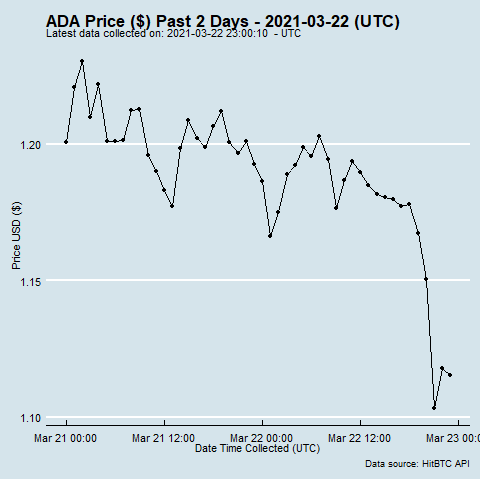 ADA Price ($) Past 2 Days - 2021-03-22 (UTC)
Latest data collected on: 2021-03-22 23:00:10  - UTC
1.20
1.15
1.10
Price USD ($)
Mar 21 00:00 Mar 21 12:00 Mar 22 00:00 Mar 22 12:00 Mar 23 00:00
Date Time Collected (UTC)
Data source: HitBTC API